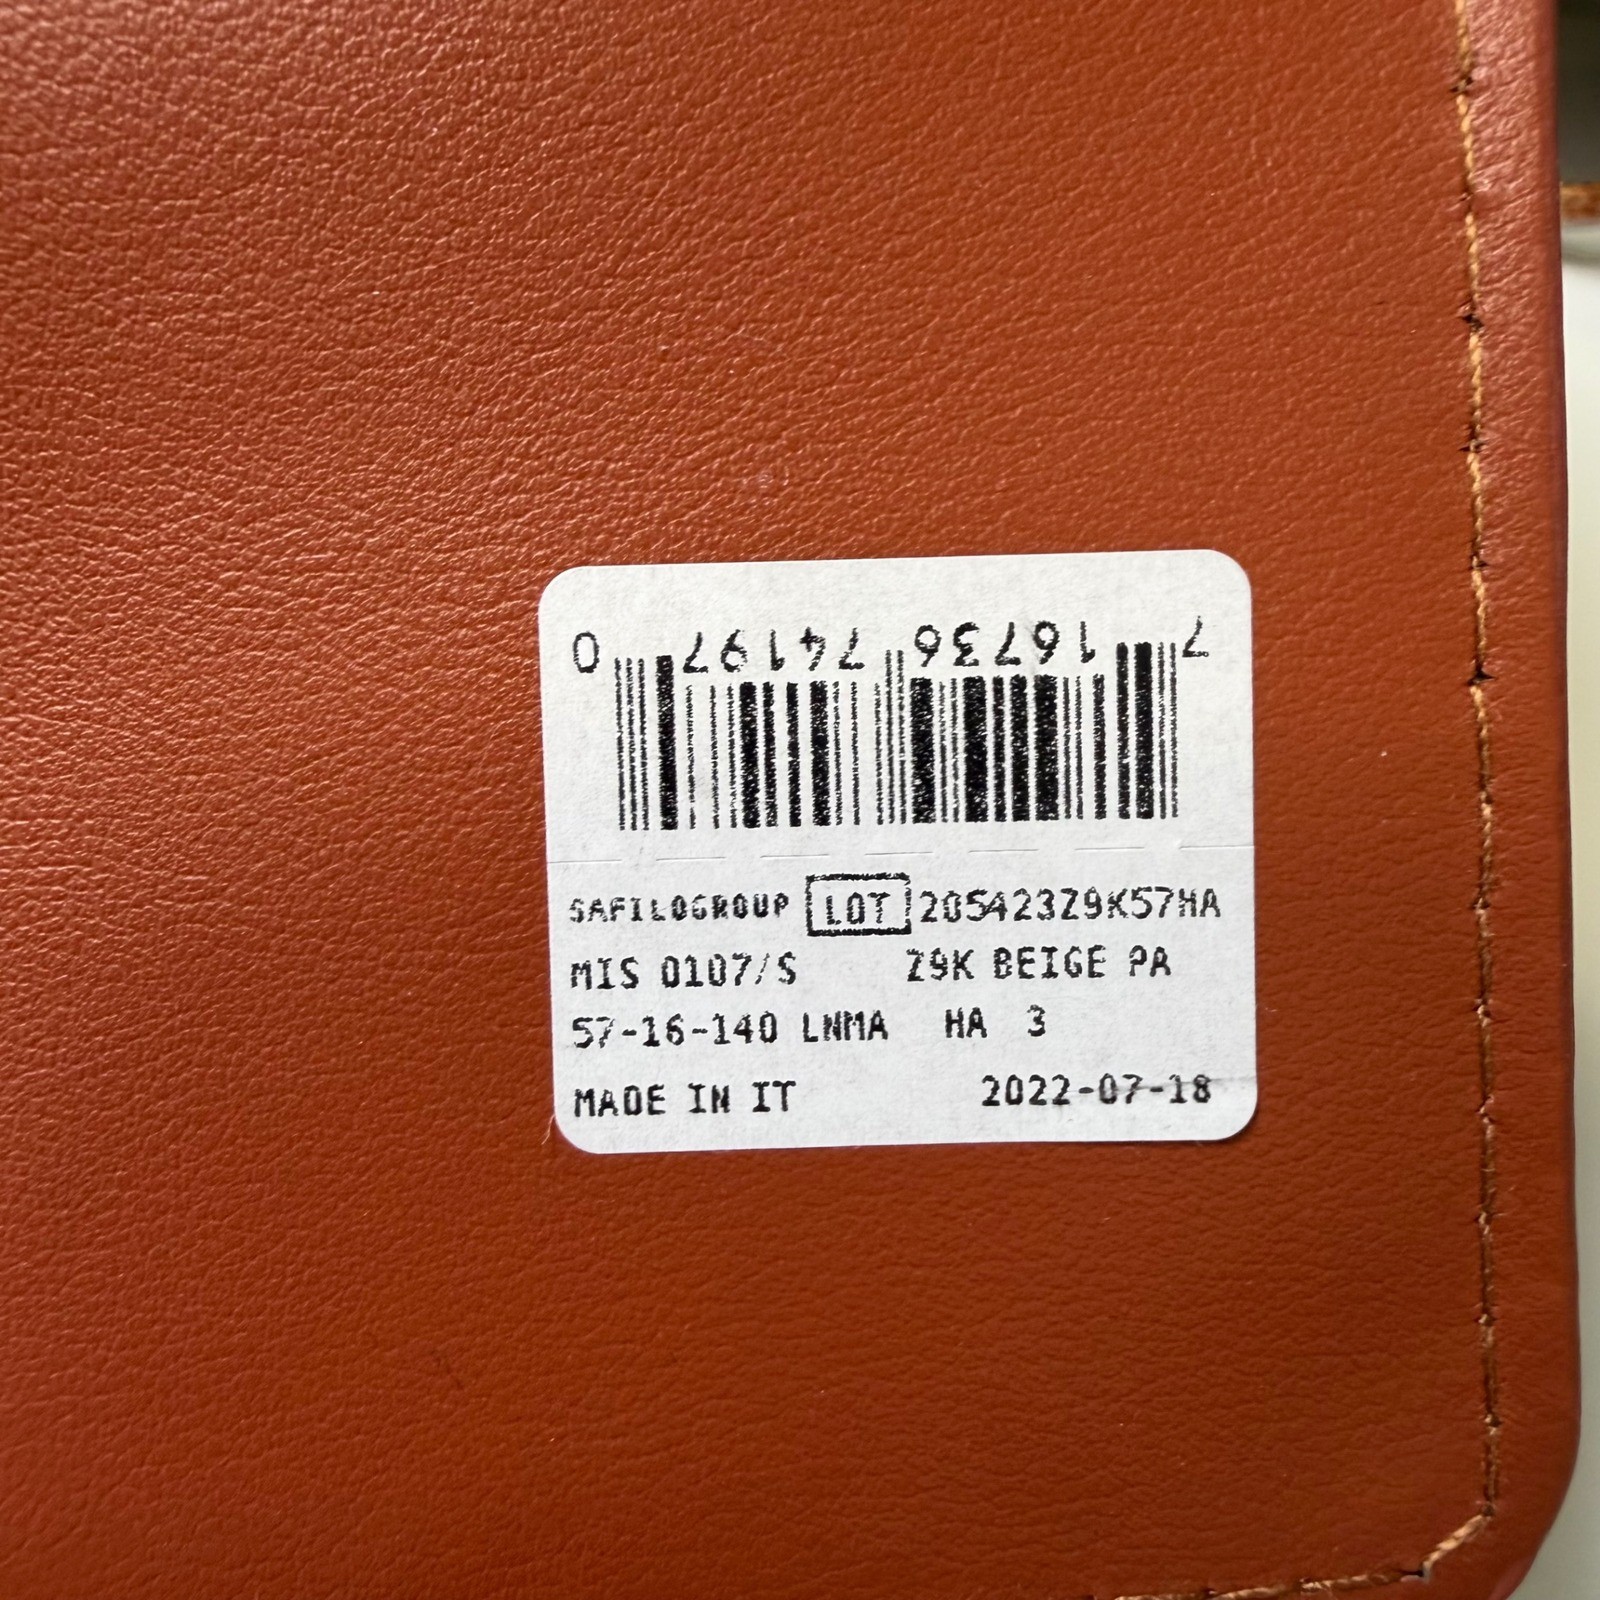 7 16736 74197 0
SAFILOGROUP LOT 205423Z9K57HA
MIS 0107/S Z9K BEIGE PA
57-16-140 LNMA HA 3
MADE IN IT 2022-07-18